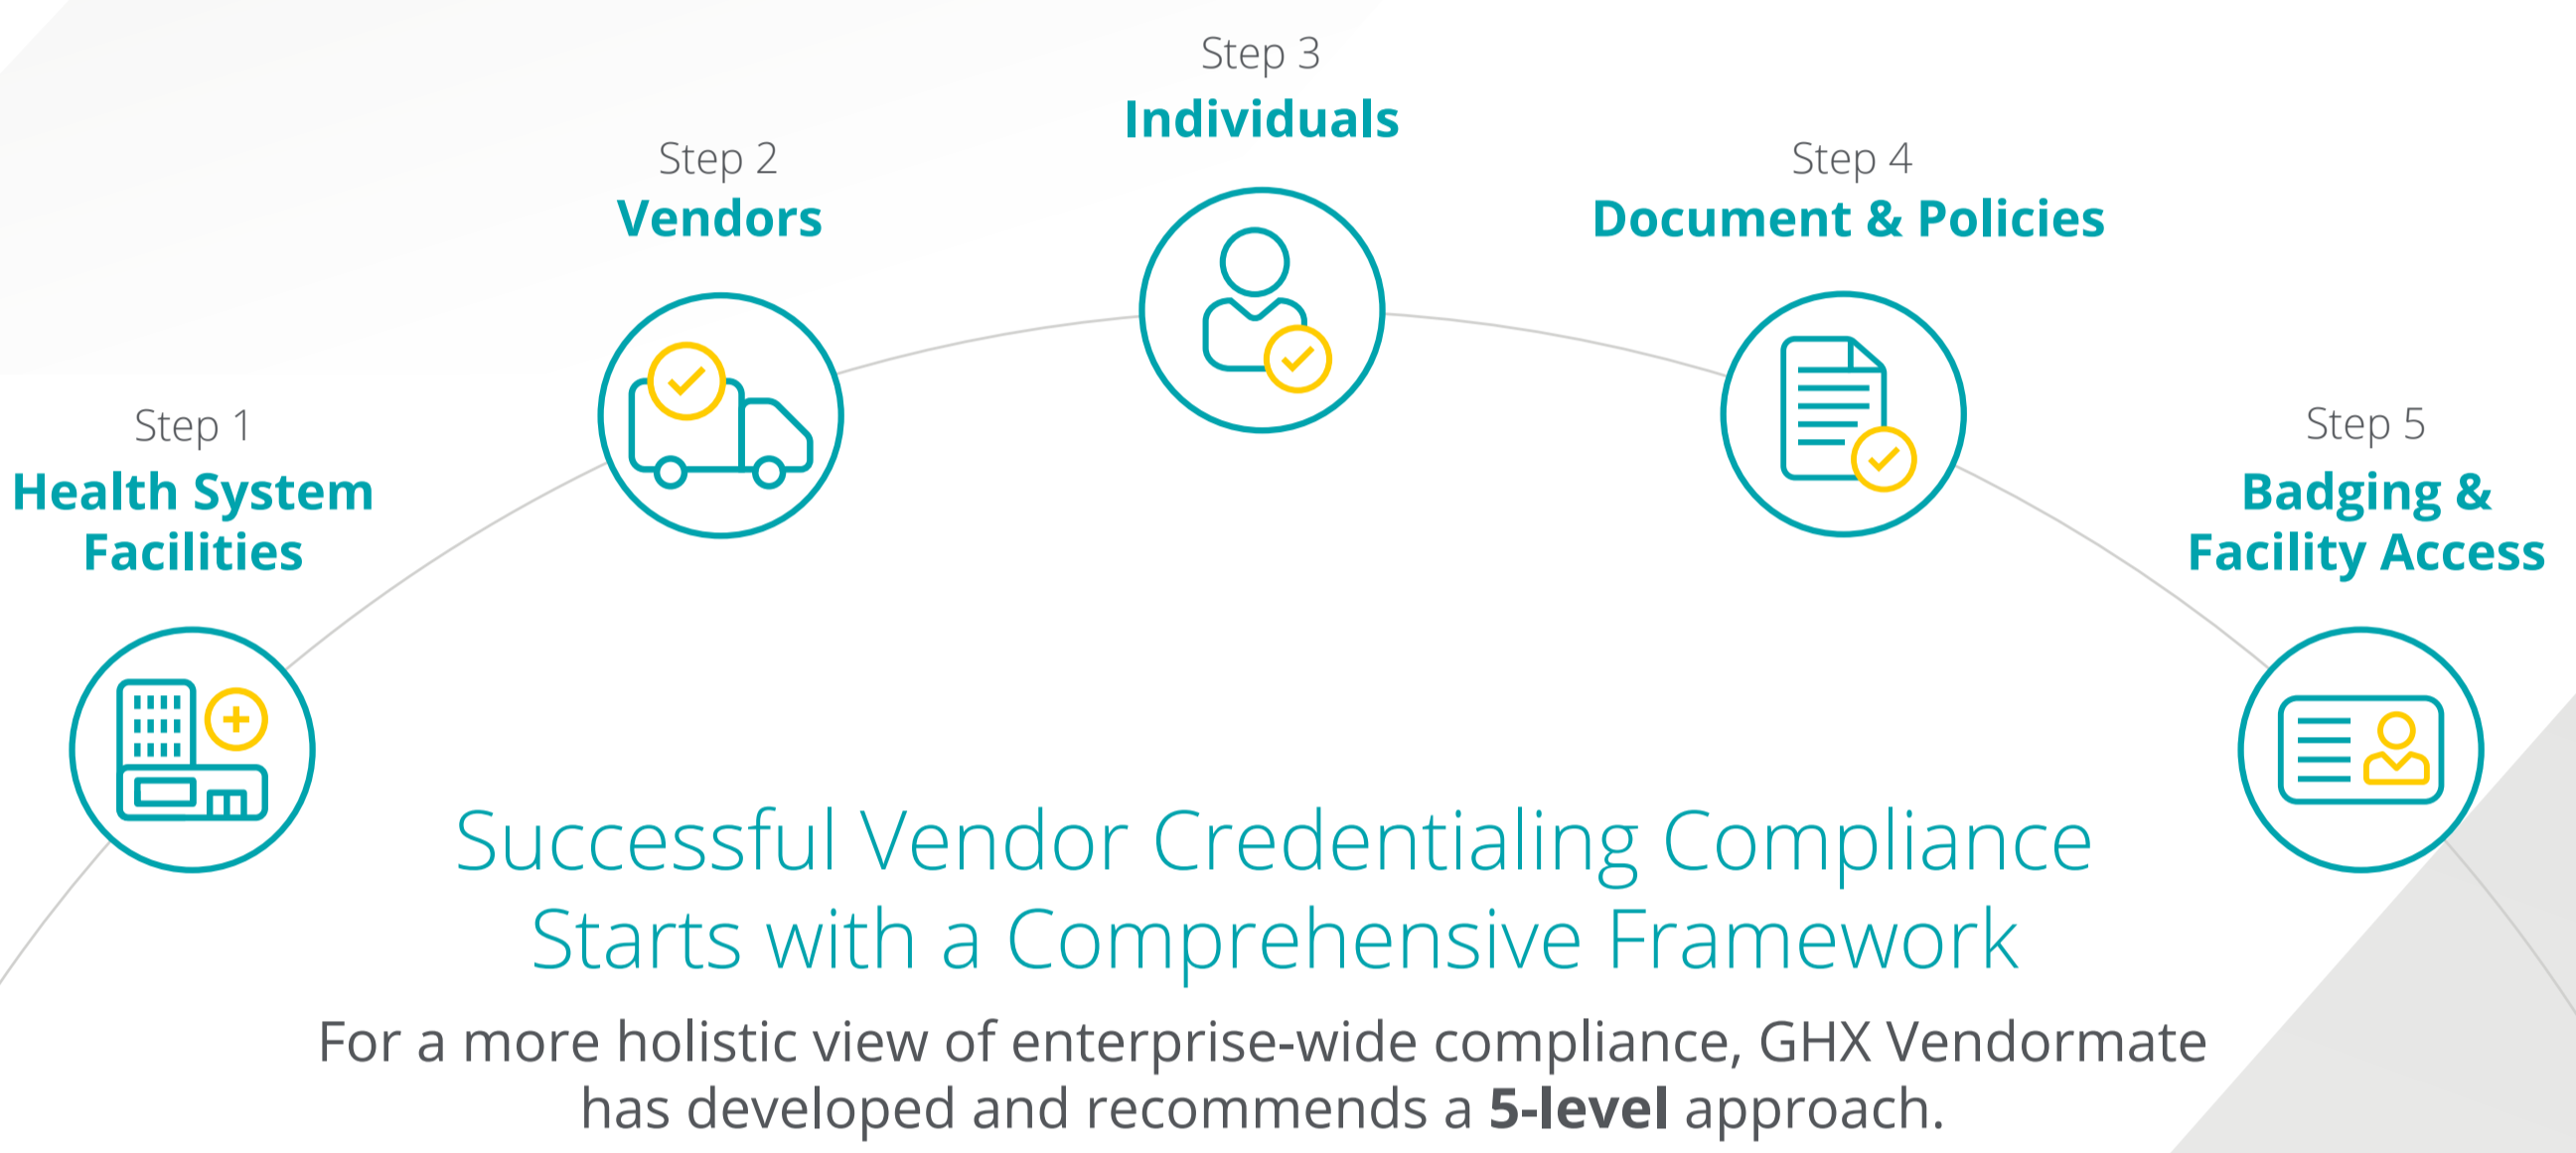 Step 1
Health System
Facilities
Step 2
Vendors
Step 3
Individuals
Step 4
Document & Policies
Step 5
Badging &
Facility Access
Successful Vendor Credentialing Compliance
Starts with a Comprehensive Framework
For a more holistic view of enterprise-wide compliance, GHX Vendormate
has developed and recommends a 5-level approach.